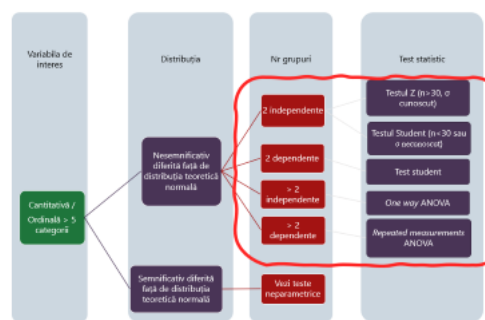 Variabila de
interes
Distribuția
Nr grupuri
Test statistic
Cantitativă /
Ordinală > 5
categorii
Nesemnificativ
diferită față de
distribuția teoretică
normală
Semnificativ diferită
față de distribuția
teoretică normală
2 independente
2 dependente
> 2
independente
> 2
dependente
Vezi teste
neparametrice
Testul Z (n>30, σ
cunoscut)
Testul Student (n<30 sau
σ necunoscut)
Test student
One way ANOVA
Repeated measurements
ANOVA